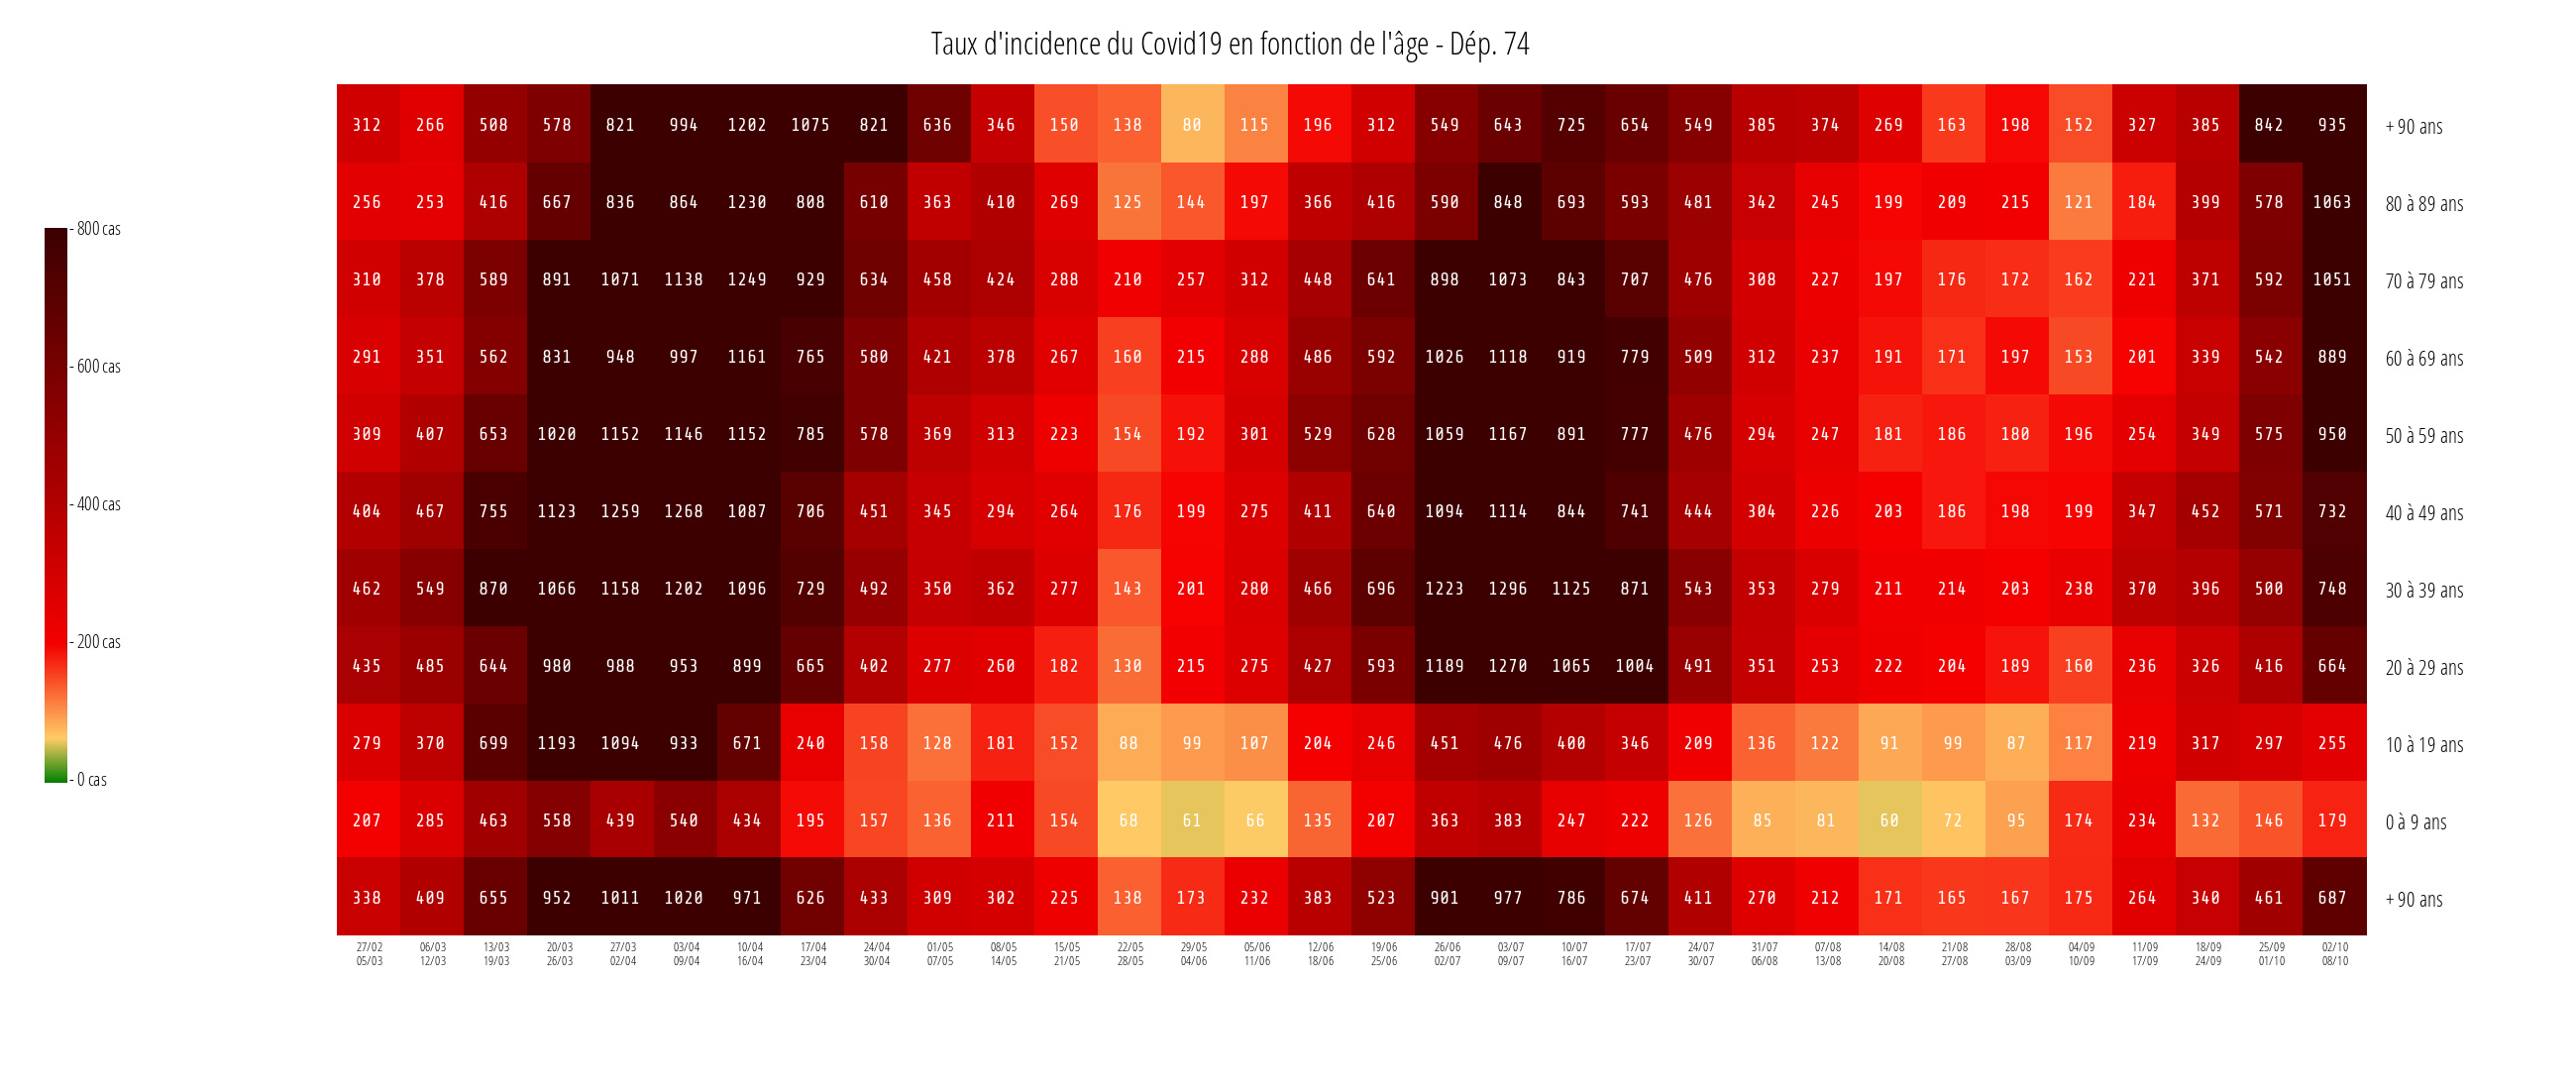 Taux d'incidence du Covid19 en fonction de l'âge - Dép. 74
312 266 508 578 821 994 1202 1075 821 636 346 150 138 80 115 196 312 549 643 725 654 549 385 374 269 163 198 152 327 385 842 935 + 90 ans
256 253 416 667 836 864 1230 808 610 363 410 269 125 144 197 366 416 590 848 693 593 481 342 245 199 209 215 121 184 399 578 1063 80 à 89 ans
- 800 cas
310 378 589 891 1071 1138 1249 929 634 458 424 288 210 257 312 448 641 898 1073 843 707 476 308 227 197 176 172 162 221 371 592 1051 70 à 79 ans
291 351 562 831 948 997 1161 765 580 421 378 267 160 215 288 486 592 1026 1118 919 779 509 312 237 191 171 197 153 201 339 542 889 60 à 69 ans
- 600 cas
309 407 653 1020 1152 1146 1152 785 578 369 313 223 154 192 301 529 628 1059 1167 891 777 476 294 247 181 186 180 196 254 349 575 950 50 à 59 ans
- 400 cas
404 467 755 1123 1259 1268 1087 706 451 345 294 264 176 199 275 411 640 1094 1114 844 741 444 304 226 203 186 198 199 347 452 571 732 40 à 49 ans
462 549 870 1066 1158 1202 1096 729 492 350 362 277 143 201 280 466 696 1223 1296 1125 871 543 353 279 211 214 203 238 370 396 500 748 30 à 39 ans
- 200 cas
435 485 644 980 988 953 899 665 402 277 260 182 130 215 275 427 593 1189 1270 1065 1004 491 351 253 222 204 189 160 236 326 416 664 20 à 29 ans
279 370 699 1193 1094 933 671 240 158 128 181 152 88 99 107 204 246 451 476 400 346 209 136 122 91 99 87 117 219 317 297 255 10 à 19 ans
- 0 cas
207 285 463 558 439 540 434 195 157 136 211 154 68 61 66 135 207 363 383 247 222 126 85 81 60 72 95 174 234 132 146 179 0 à 9 ans
338 409 655 952 1011 1020 971 626 433 309 302 225 138 173 232 383 523 901 977 786 674 411 270 212 171 165 167 175 264 340 461 687 + 90 ans
27/02 06/03 13/03 20/03 27/03 03/04 10/04 17/04 24/04 01/05 08/05 15/05 22/05 29/05 05/06 12/06 19/06 26/06 03/07 10/07 17/07 24/07 31/07 07/08 14/08 21/08 28/08 04/09 11/09 18/09 25/09 02/10
05/03 12/03 19/03 26/03 02/04 09/04 16/04 23/04 30/04 07/05 14/05 21/05 28/05 04/06 11/06 18/06 25/06 02/07 09/07 16/07 23/07 30/07 06/08 13/08 20/08 27/08 03/09 10/09 17/09 24/09 01/10 08/10